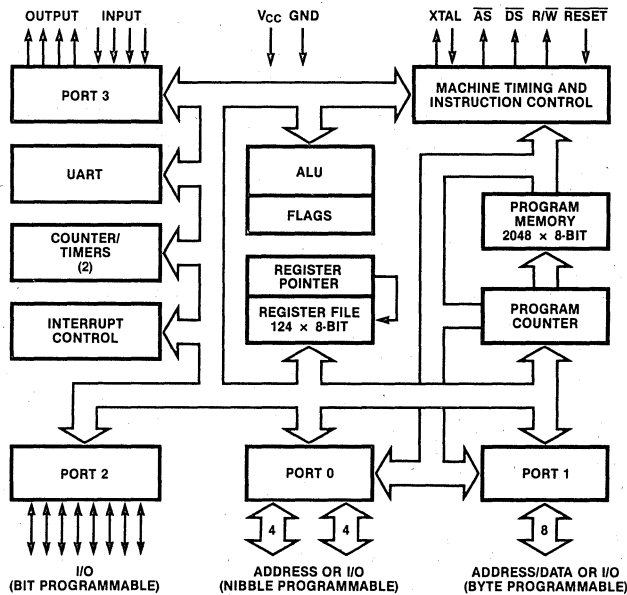 OUTPUT INPUT
VCC GND
XTAL AS DS R/W RESET
PORT 3
MACHINE TIMING AND
INSTRUCTION CONTROL
UART
ALU
FLAGS
PROGRAM
MEMORY
2048 × 8-BIT
COUNTER/
TIMERS
(2)
REGISTER
POINTER
REGISTER FILE
124 × 8-BIT
PROGRAM
COUNTER
INTERRUPT
CONTROL
PORT 2
PORT 0
PORT 1
4
4
8
I/O
(BIT PROGRAMMABLE)
ADDRESS OR I/O
(NIBBLE PROGRAMMABLE)
ADDRESS/DATA OR I/O
(BYTE PROGRAMMABLE)